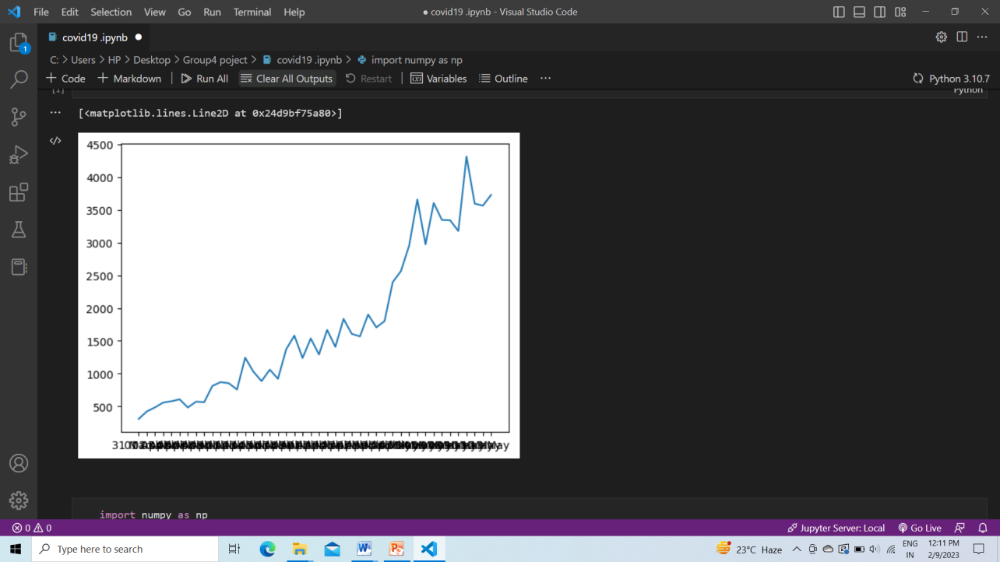 File Edit Selection View Go Run Terminal Help ● covid19 .ipynb - Visual Studio Code
covid19 .ipynb ●
C: > Users > HP > Desktop > Group4 poject > covid19 .ipynb > import numpy as np
+ Code + Markdown | Run All Clear All Outputs Restart | Variables Outline ··· Python 3.10.7
[1] Python
··· [<matplotlib.lines.Line2D at 0x24d9bf75a80>]
</>
4500
4000
3500
3000
2500
2000
1500
1000
500
import numpy as np
0 0 Jupyter Server: Local Go Live
Type here to search 23°C Haze ENG 12:11 PM
IN 2/9/2023
1